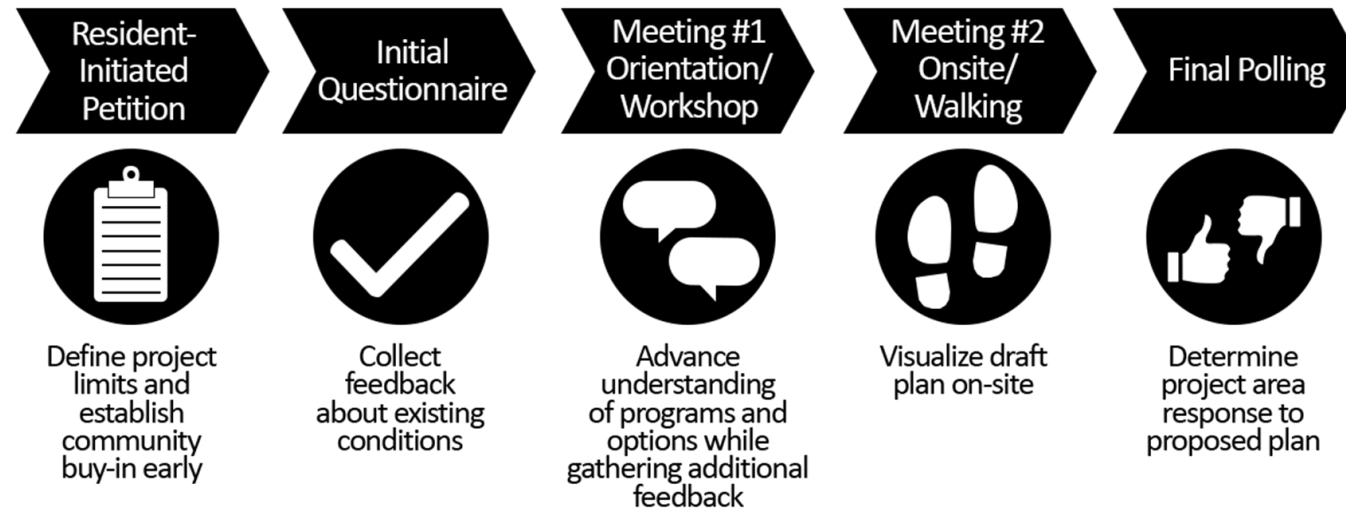 Resident-
Initiated
Petition
Initial
Questionnaire
Meeting #1
Orientation/
Workshop
Meeting #2
Onsite/
Walking
Final Polling
Define project
limits and
establish
community
buy-in early
Collect
feedback
about existing
conditions
Advance
understanding
of programs and
options while
gathering additional
feedback
Visualize draft
plan on-site
Determine
project area
response to
proposed plan